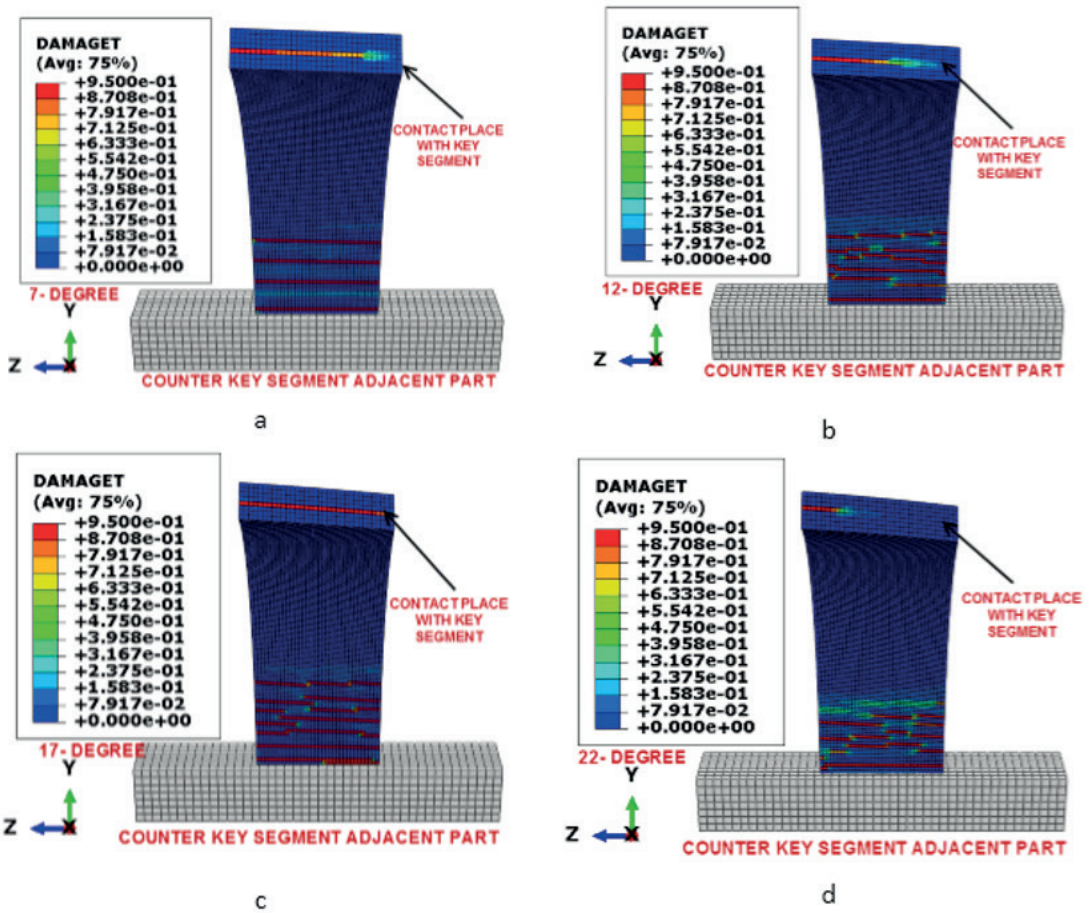 DAMAGET
(Avg: 75%)
+9.500e-01
+8.708e-01
+7.917e-01
+7.125e-01
+6.333e-01
+5.542e-01
+4.750e-01
+3.958e-01
+3.167e-01
+2.375e-01
+1.583e-01
+7.917e-02
+0.000e+00
CONTACT PLACE
WITH KEY
SEGMENT
7- DEGREE
Y
Z
X
COUNTER KEY SEGMENT ADJACENT PART
a
DAMAGET
(Avg: 75%)
+9.500e-01
+8.708e-01
+7.917e-01
+7.125e-01
+6.333e-01
+5.542e-01
+4.750e-01
+3.958e-01
+3.167e-01
+2.375e-01
+1.583e-01
+7.917e-02
+0.000e+00
CONTACT PLACE
WITH KEY
SEGMENT
12- DEGREE
Y
Z
X
COUNTER KEY SEGMENT ADJACENT PART
b
DAMAGET
(Avg: 75%)
+9.500e-01
+8.708e-01
+7.917e-01
+7.125e-01
+6.333e-01
+5.542e-01
+4.750e-01
+3.958e-01
+3.167e-01
+2.375e-01
+1.583e-01
+7.917e-02
+0.000e+00
CONTACT PLACE
WITH KEY
SEGMENT
17- DEGREE
Y
Z
X
COUNTER KEY SEGMENT ADJACENT PART
c
DAMAGET
(Avg: 75%)
+9.500e-01
+8.708e-01
+7.917e-01
+7.125e-01
+6.333e-01
+5.542e-01
+4.750e-01
+3.958e-01
+3.167e-01
+2.375e-01
+1.583e-01
+7.917e-02
+0.000e+00
CONTACT PLACE
WITH KEY
SEGMENT
22- DEGREE
Y
Z
X
COUNTER KEY SEGMENT ADJACENT PART
d